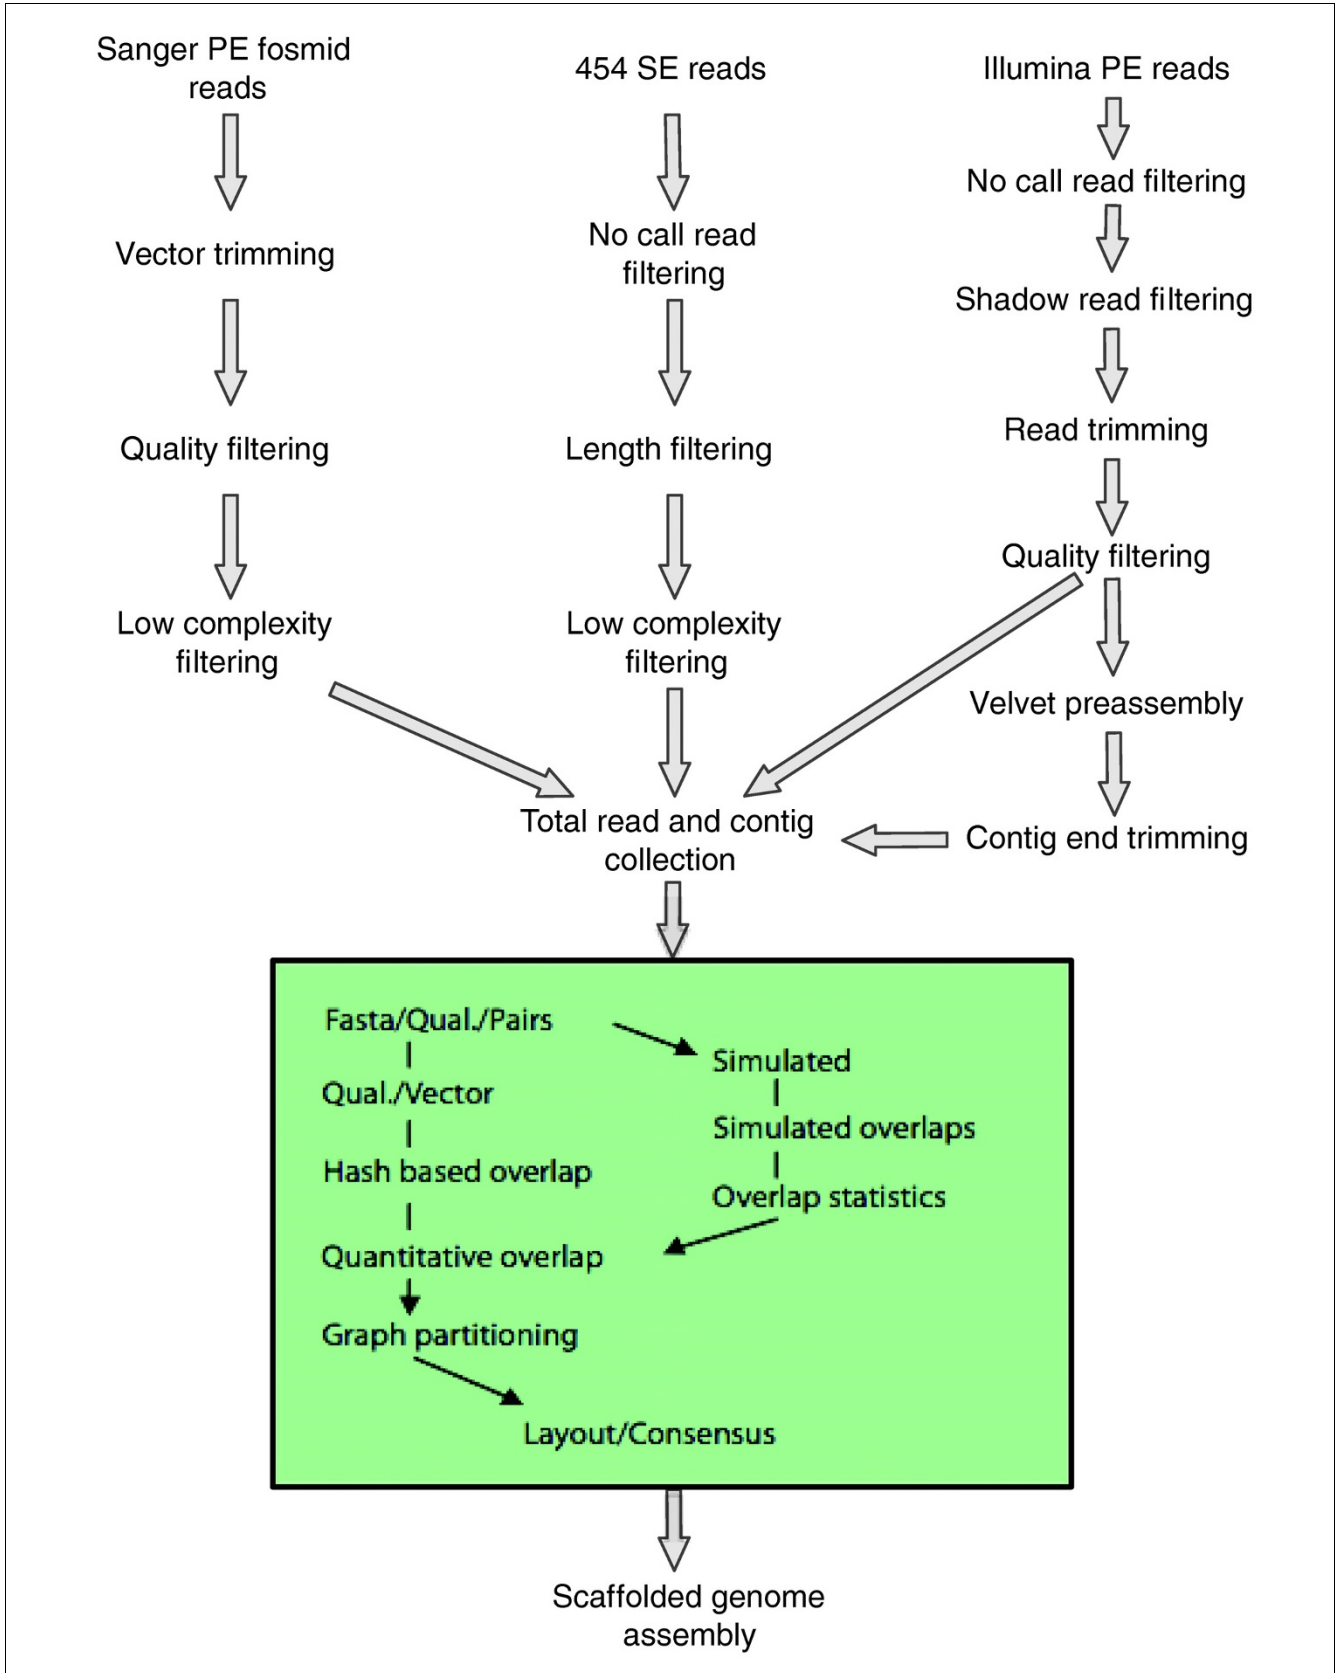 Sanger PE fosmid
reads
Vector trimming
Quality filtering
Low complexity
filtering
454 SE reads
No call read
filtering
Length filtering
Low complexity
filtering
Illumina PE reads
No call read filtering
Shadow read filtering
Read trimming
Quality filtering
Velvet preassembly
Contig end trimming
Total read and contig
collection
Fasta/Qual./Pairs
Qual./Vector
Hash based overlap
Quantitative overlap
Graph partitioning
Simulated
Simulated overlaps
Overlap statistics
Layout/Consensus
Scaffolded genome
assembly